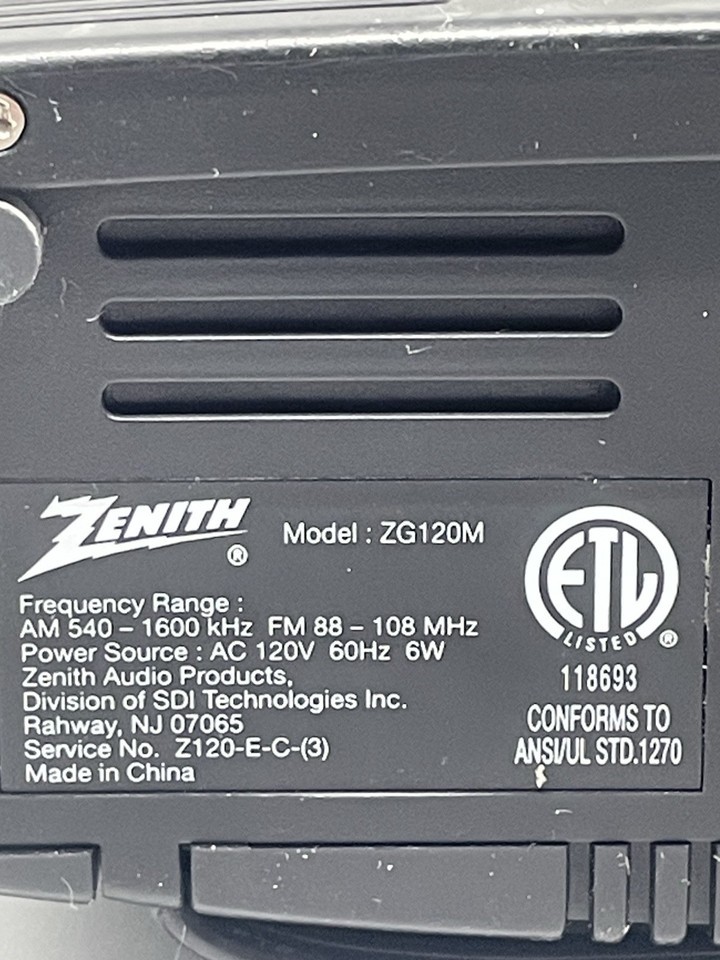 ZENITH®
Model : ZG120M
Frequency Range :
AM 540 – 1600 kHz FM 88 – 108 MHz
Power Source : AC 120V 60Hz 6W
Zenith Audio Products,
Division of SDI Technologies Inc.
Rahway, NJ 07065
Service No. Z120-E-C-(3)
Made in China
ETL
LISTED ®
118693
CONFORMS TO
ANSI/UL STD.1270